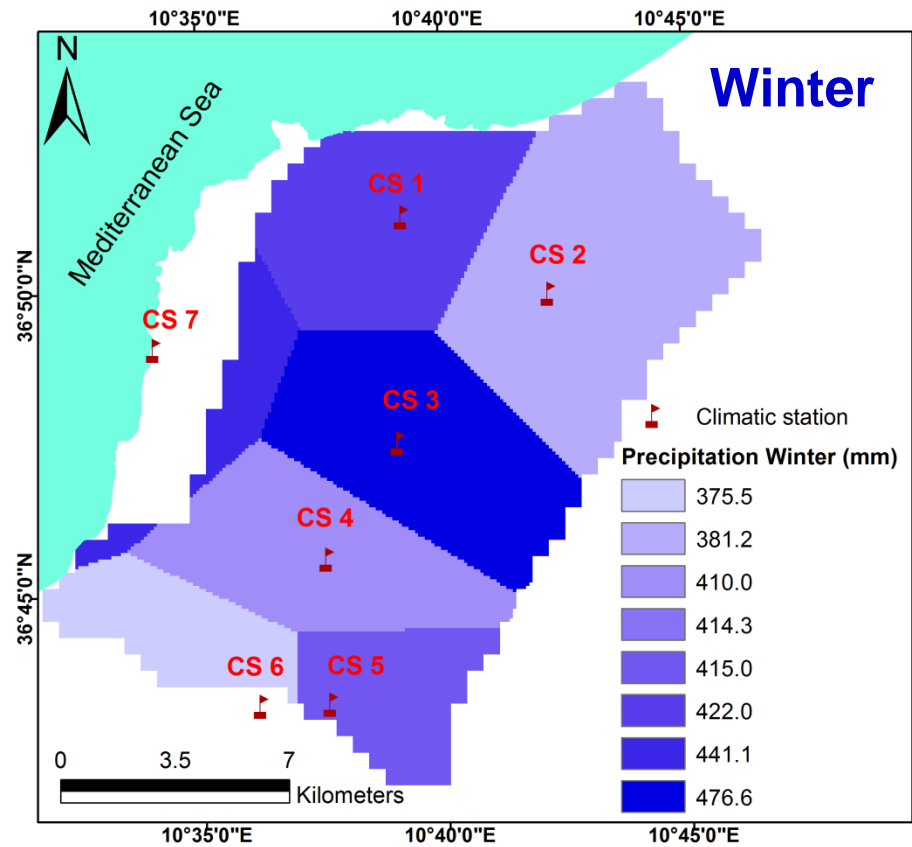 10°35'0"E 10°40'0"E 10°45'0"E
N
Winter
Mediterranean Sea
CS 1
CS 2
36°50'0"N
CS 7
CS 3
Climatic station
Precipitation Winter (mm)
375.5
381.2
410.0
414.3
415.0
422.0
441.1
476.6
CS 4
36°45'0"N
CS 6
CS 5
0 3.5 7
Kilometers
10°35'0"E 10°40'0"E 10°45'0"E